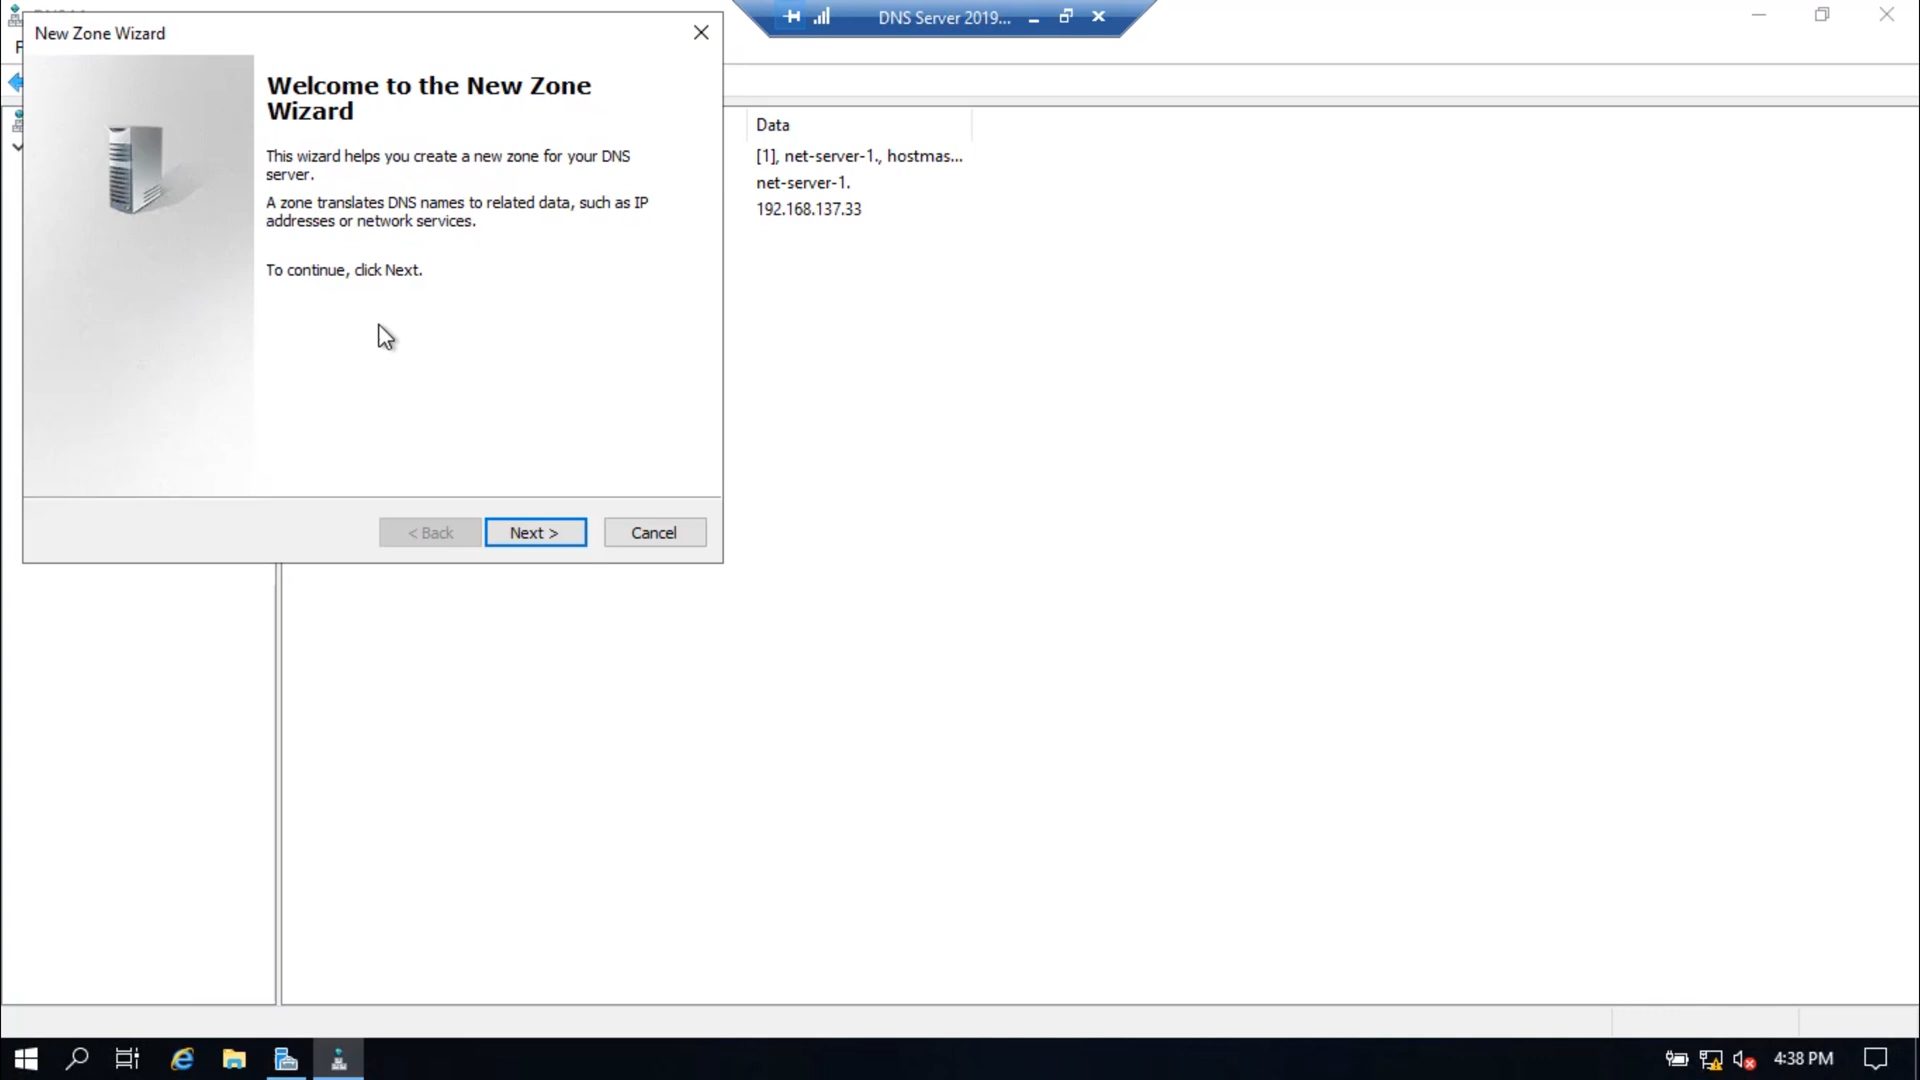 DNS Server 2019...
New Zone Wizard
Welcome to the New Zone
Wizard
This wizard helps you create a new zone for your DNS
server.
A zone translates DNS names to related data, such as IP
addresses or network services.
To continue, click Next.
< Back
Next >
Cancel
Data
[1], net-server-1., hostmas...
net-server-1.
192.168.137.33
4:38 PM